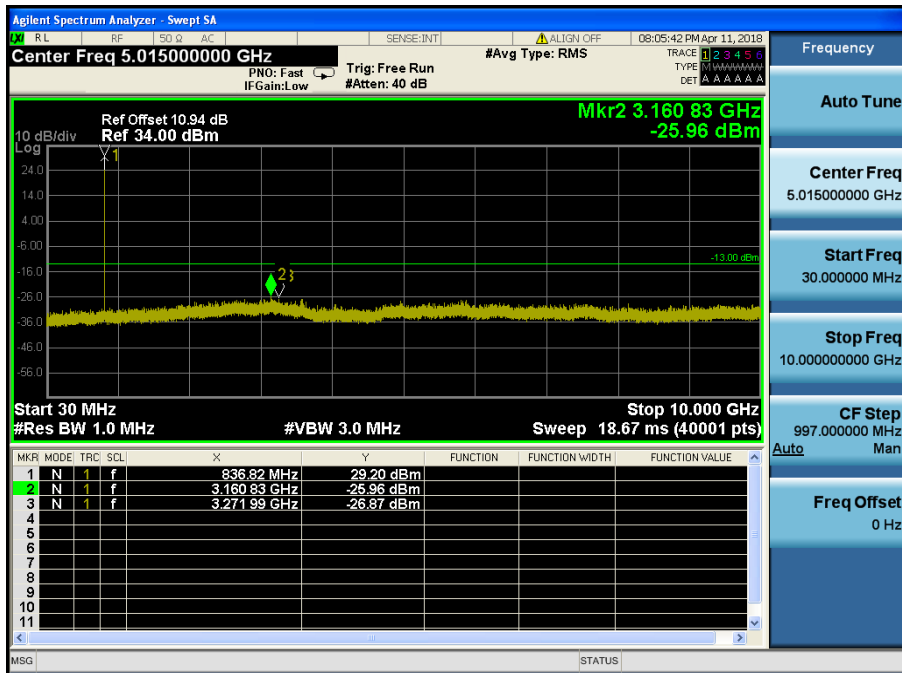 Agilent Spectrum Analyzer - Swept SA
LXI RL RF 50 Ω AC SENSE:INT ALIGN OFF 08:05:42 PM Apr 11, 2018
Center Freq 5.015000000 GHz
PNO: Fast
IFGain:Low
Trig: Free Run
#Atten: 40 dB
#Avg Type: RMS
TRACE 1 2 3 4 5 6
TYPE M WWWWW
DET A A A A A A
Frequency
Auto Tune
Center Freq
5.015000000 GHz
Start Freq
30.000000 MHz
Stop Freq
10.000000000 GHz
CF Step
997.000000 MHz
Auto Man
Freq Offset
0 Hz
Mkr2 3.160 83 GHz
-25.96 dBm
Ref Offset 10.94 dB
10 dB/div Ref 34.00 dBm
Log
1
24.0
14.0
4.00
-6.00
-13.00 dBm
-16.0
2 3
-26.0
-36.0
-46.0
-56.0
Start 30 MHz Stop 10.000 GHz
#Res BW 1.0 MHz #VBW 3.0 MHz Sweep 18.67 ms (40001 pts)
MKR MODE TRC SCL X Y FUNCTION FUNCTION WIDTH FUNCTION VALUE
1 N 1 f 836.82 MHz 29.20 dBm
2 N 1 f 3.160 83 GHz -25.96 dBm
3 N 1 f 3.271 99 GHz -26.87 dBm
4
5
6
7
8
9
10
11
MSG STATUS